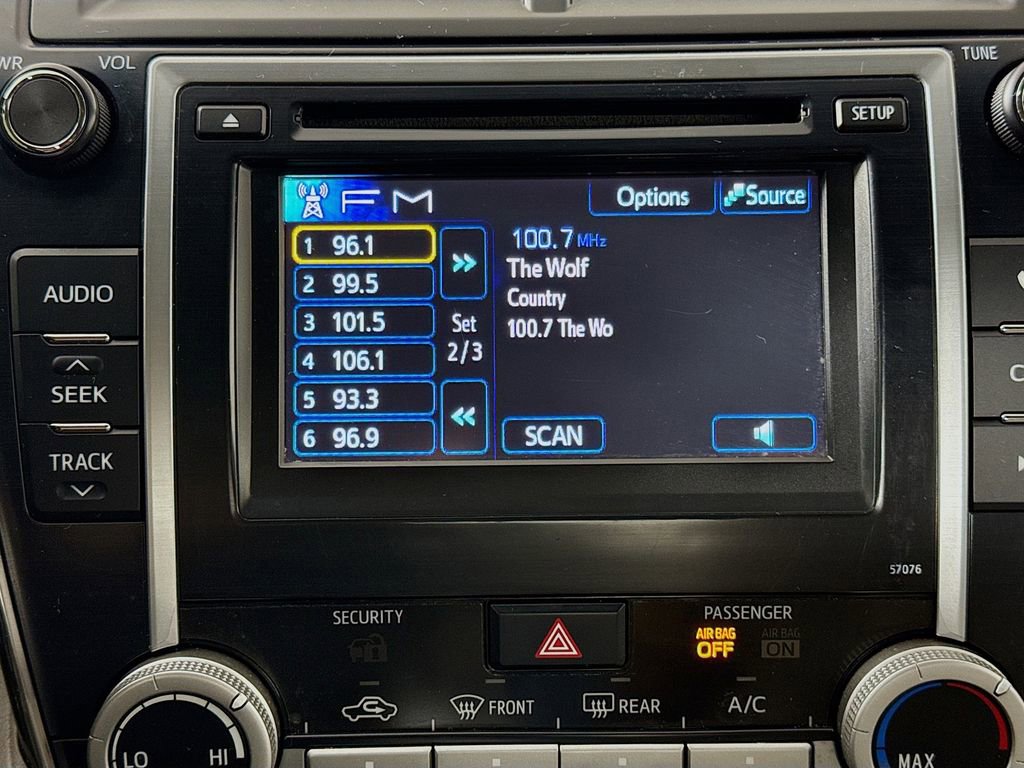 WR
VOL
TUNE
SETUP
FM
Options
Source
1 96.1
2 99.5
3 101.5
4 106.1
5 93.3
6 96.9
Set
2/3
100.7 MHz
The Wolf
Country
100.7 The Wo
SCAN
AUDIO
SEEK
TRACK
C
57076
SECURITY
PASSENGER
AIR BAG
OFF
AIR BAG
ON
FRONT
REAR
A/C
LO
HI
MAX